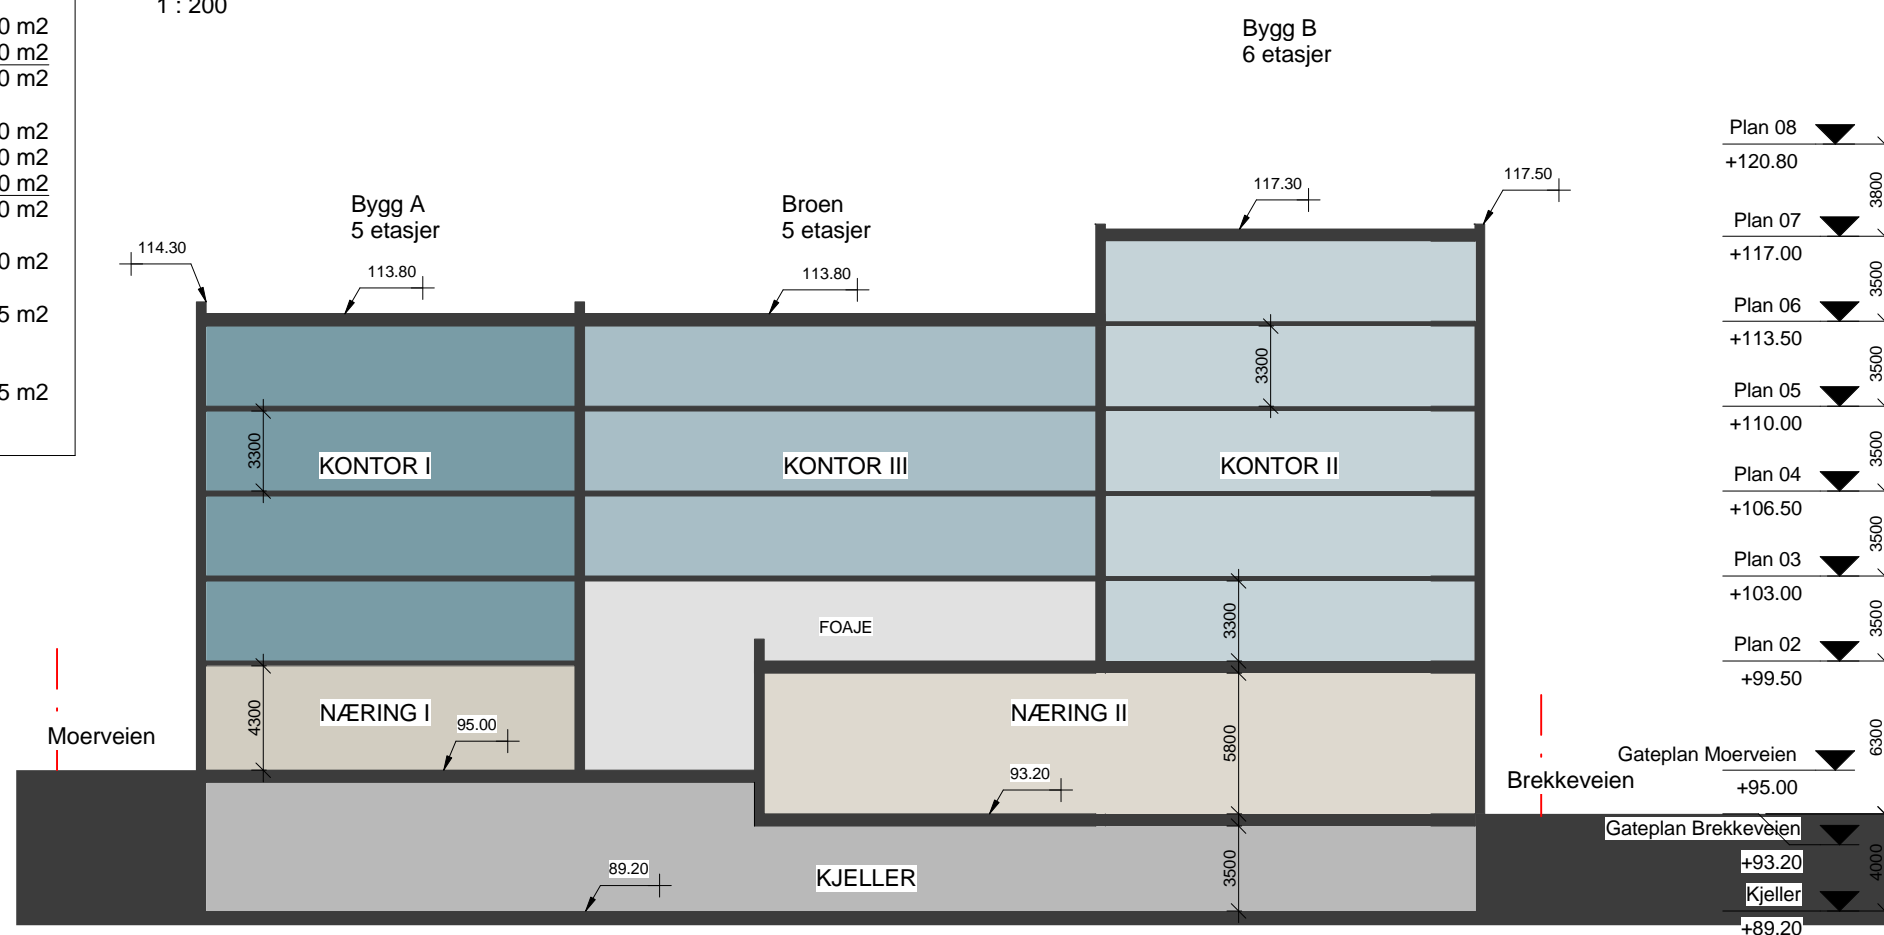 1 : 200
0 m2
0 m2
0 m2
0 m2
0 m2
0 m2
0 m2
0 m2
5 m2
5 m2
Bygg B
6 etasjer
Bygg A
5 etasjer
Broen
5 etasjer
114.30
113.80
113.80
117.30
117.50
3300
3300
KONTOR I
KONTOR III
KONTOR II
FOAJE
3300
NÆRING I
NÆRING II
4300
95.00
5800
93.20
Moerveien
Brekkeveien
89.20
KJELLER
3500
Plan 08
+120.80
3800
Plan 07
+117.00
3500
Plan 06
+113.50
3500
Plan 05
+110.00
3500
Plan 04
+106.50
3500
Plan 03
+103.00
3500
Plan 02
+99.50
6300
Gateplan Moerveien
+95.00
Gateplan Brekkeveien
+93.20
4000
Kjeller
+89.20